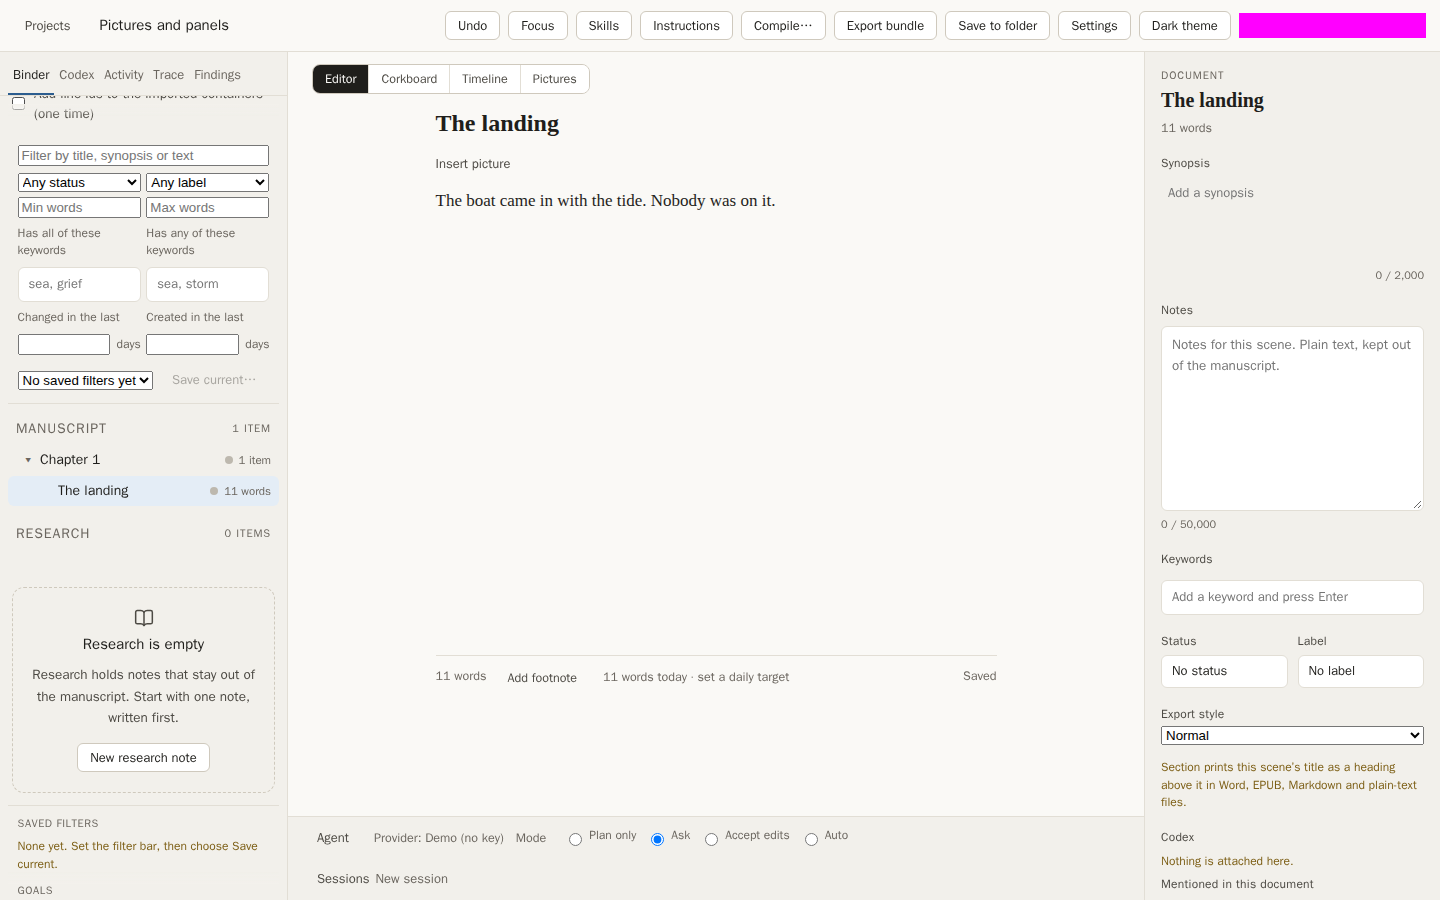 Projects
Pictures and panels
Undo
Focus
Skills
Instructions
Compile⋯
Export bundle
Save to folder
Settings
Dark theme
Binder
Codex
Activity
Trace
Findings
Add line ids to the imported containers
(one time)
Filter by title, synopsis or text
Any status
Any label
Min words
Max words
Has all of these
keywords
Has any of these
keywords
sea, grief
sea, storm
Changed in the last
Created in the last
days
days
No saved filters yet
Save current⋯
MANUSCRIPT
1 ITEM
Chapter 1
1 item
The landing
11 words
RESEARCH
0 ITEMS
Research is empty
Research holds notes that stay out of
the manuscript. Start with one note,
written first.
New research note
SAVED FILTERS
None yet. Set the filter bar, then choose Save
current.
GOALS
Editor
Corkboard
Timeline
Pictures
The landing
Insert picture
The boat came in with the tide. Nobody was on it.
11 words
Add footnote
11 words today · set a daily target
Saved
Agent
Provider: Demo (no key)
Mode
Plan only
Ask
Accept edits
Auto
Sessions
New session
DOCUMENT
The landing
11 words
Synopsis
Add a synopsis
0 / 2,000
Notes
Notes for this scene. Plain text, kept out
of the manuscript.
0 / 50,000
Keywords
Add a keyword and press Enter
Status
Label
No status
No label
Export style
Normal
Section prints this scene's title as a heading
above it in Word, EPUB, Markdown and plain-text
files.
Codex
Nothing is attached here.
Mentioned in this document